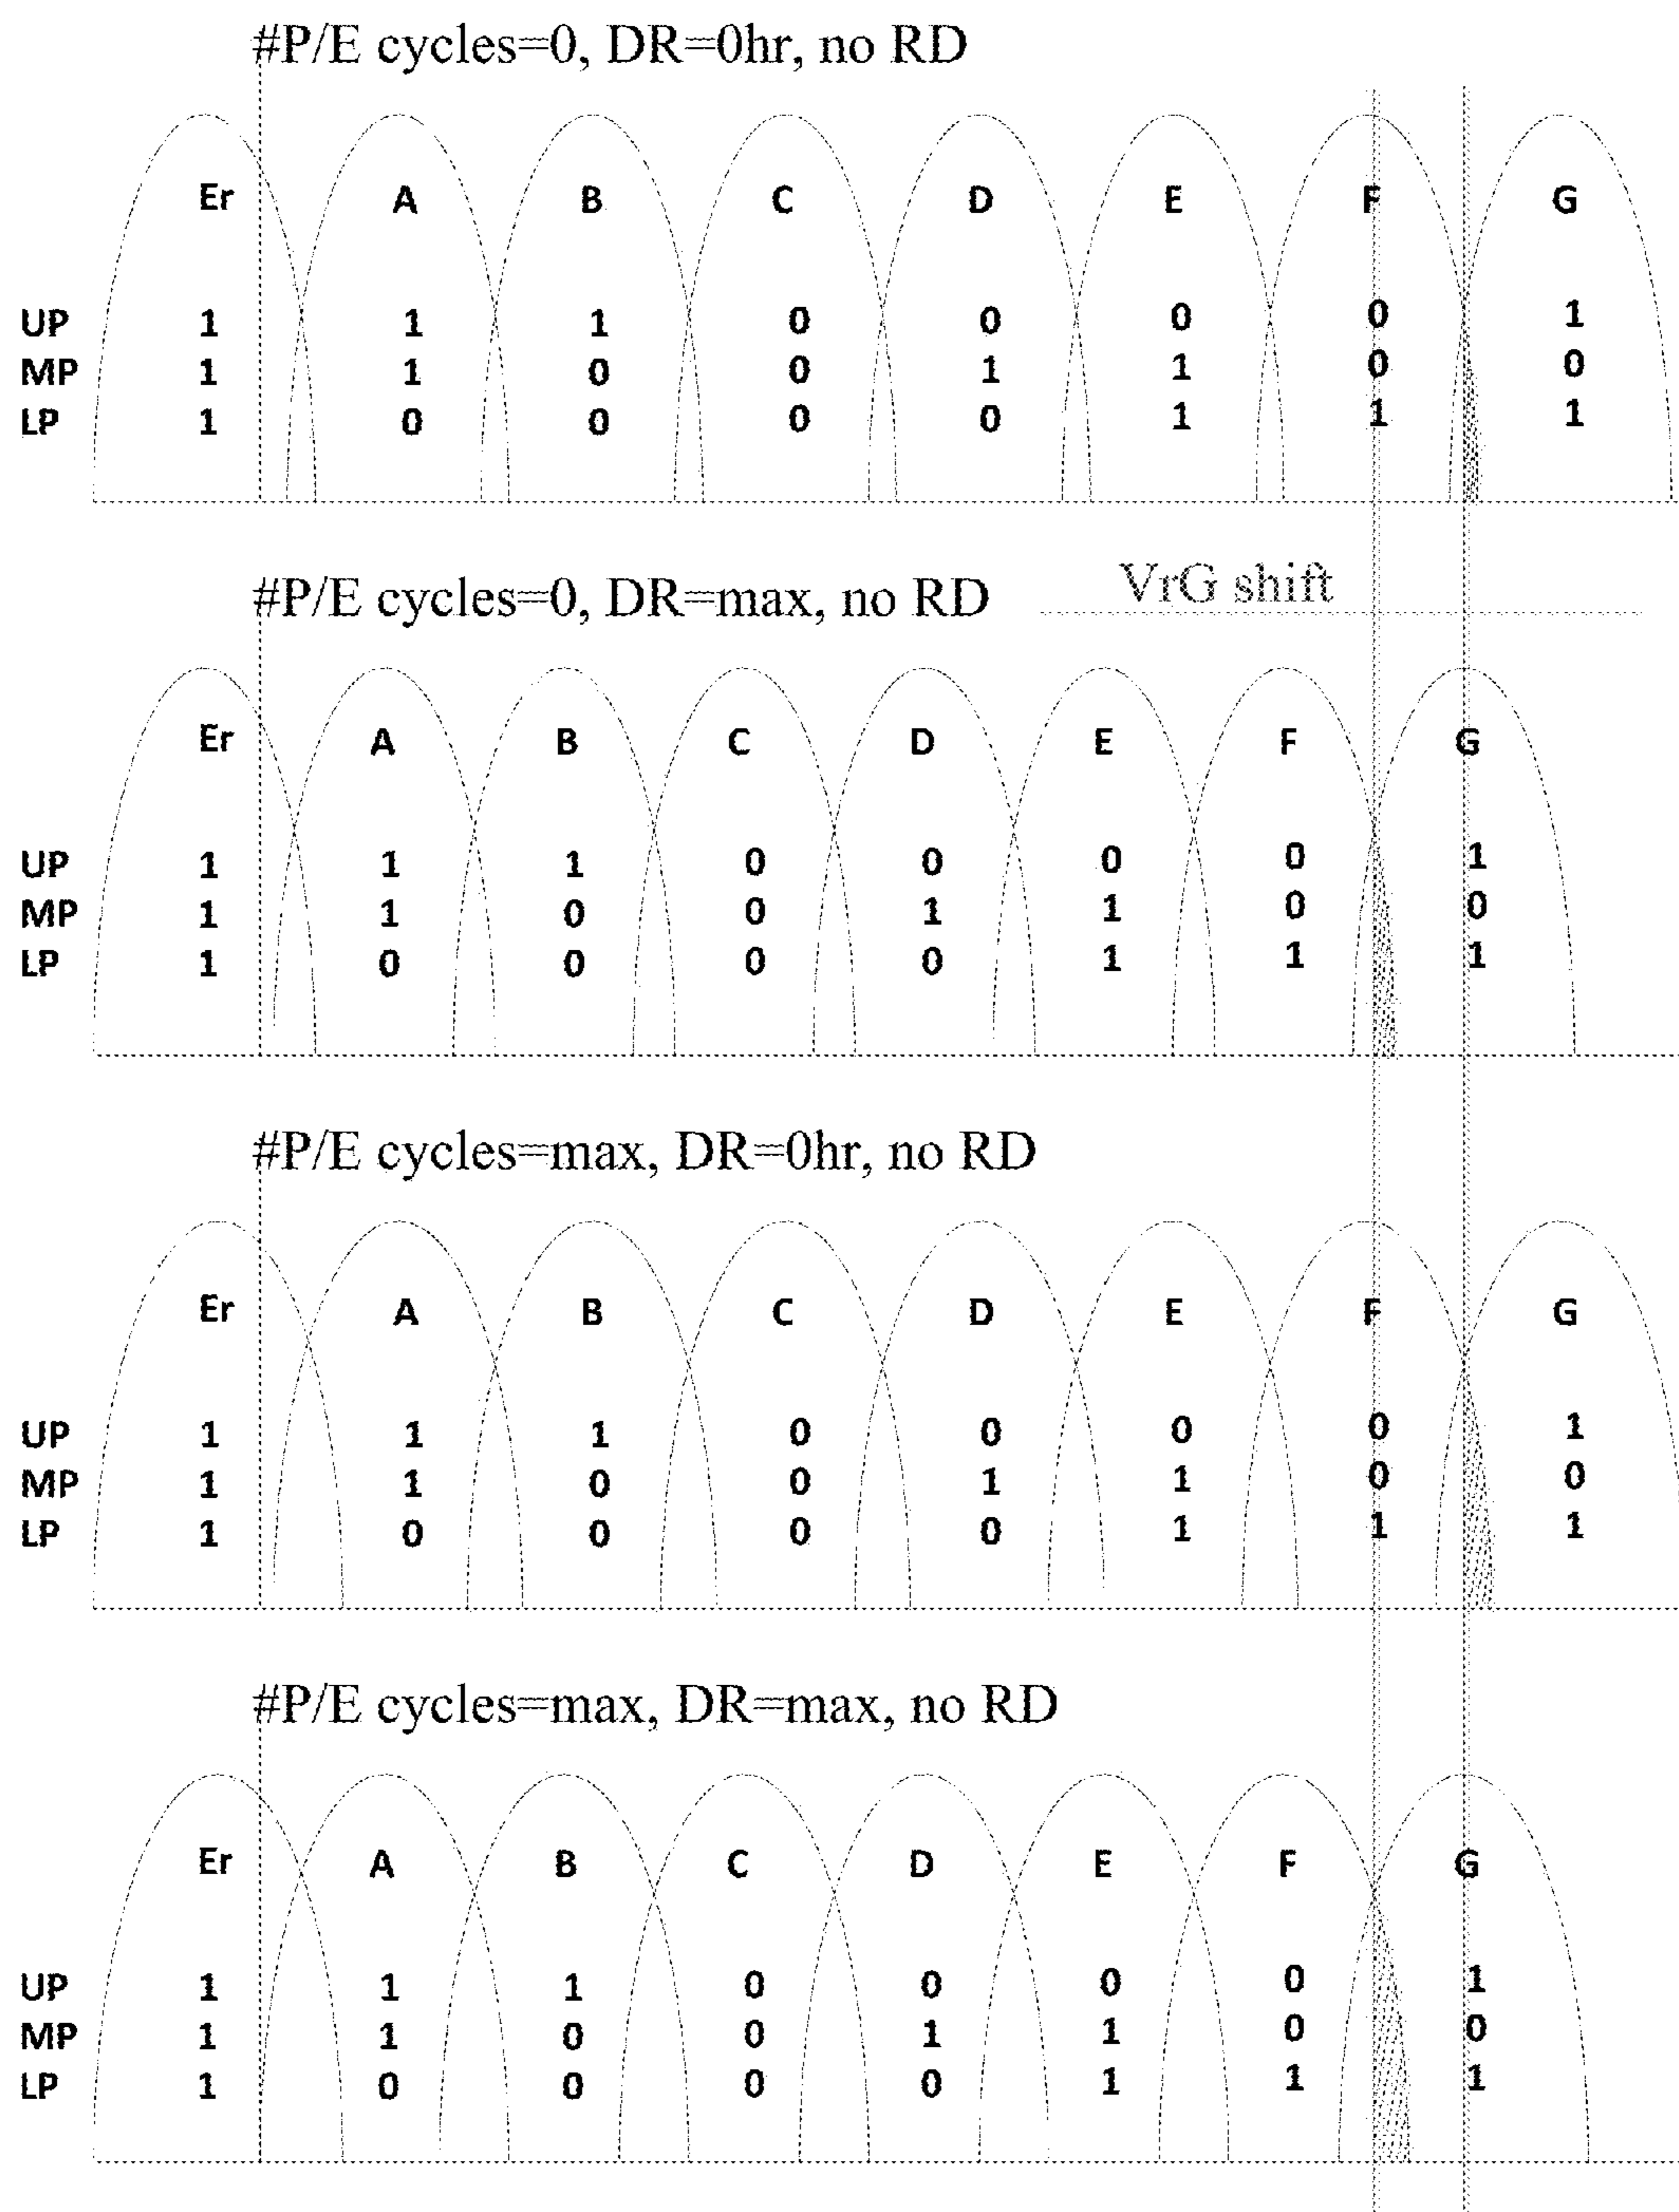 #P/E cycles=0, DR=0hr, no RD
Er A B C D E F G
UP 1 1 1 0 0 0 0 1
MP 1 1 0 0 1 1 0 0
LP 1 0 0 0 0 1 1 1
#P/E cycles=0, DR=max, no RD
VrG shift
Er A B C D E F G
UP 1 1 1 0 0 0 0 1
MP 1 1 0 0 1 1 0 0
LP 1 0 0 0 0 1 1 1
#P/E cycles=max, DR=0hr, no RD
Er A B C D E F G
UP 1 1 1 0 0 0 0 1
MP 1 1 0 0 1 1 0 0
LP 1 0 0 0 0 1 1 1
#P/E cycles=max, DR=max, no RD
Er A B C D E F G
UP 1 1 1 0 0 0 0 1
MP 1 1 0 0 1 1 0 0
LP 1 0 0 0 0 1 1 1